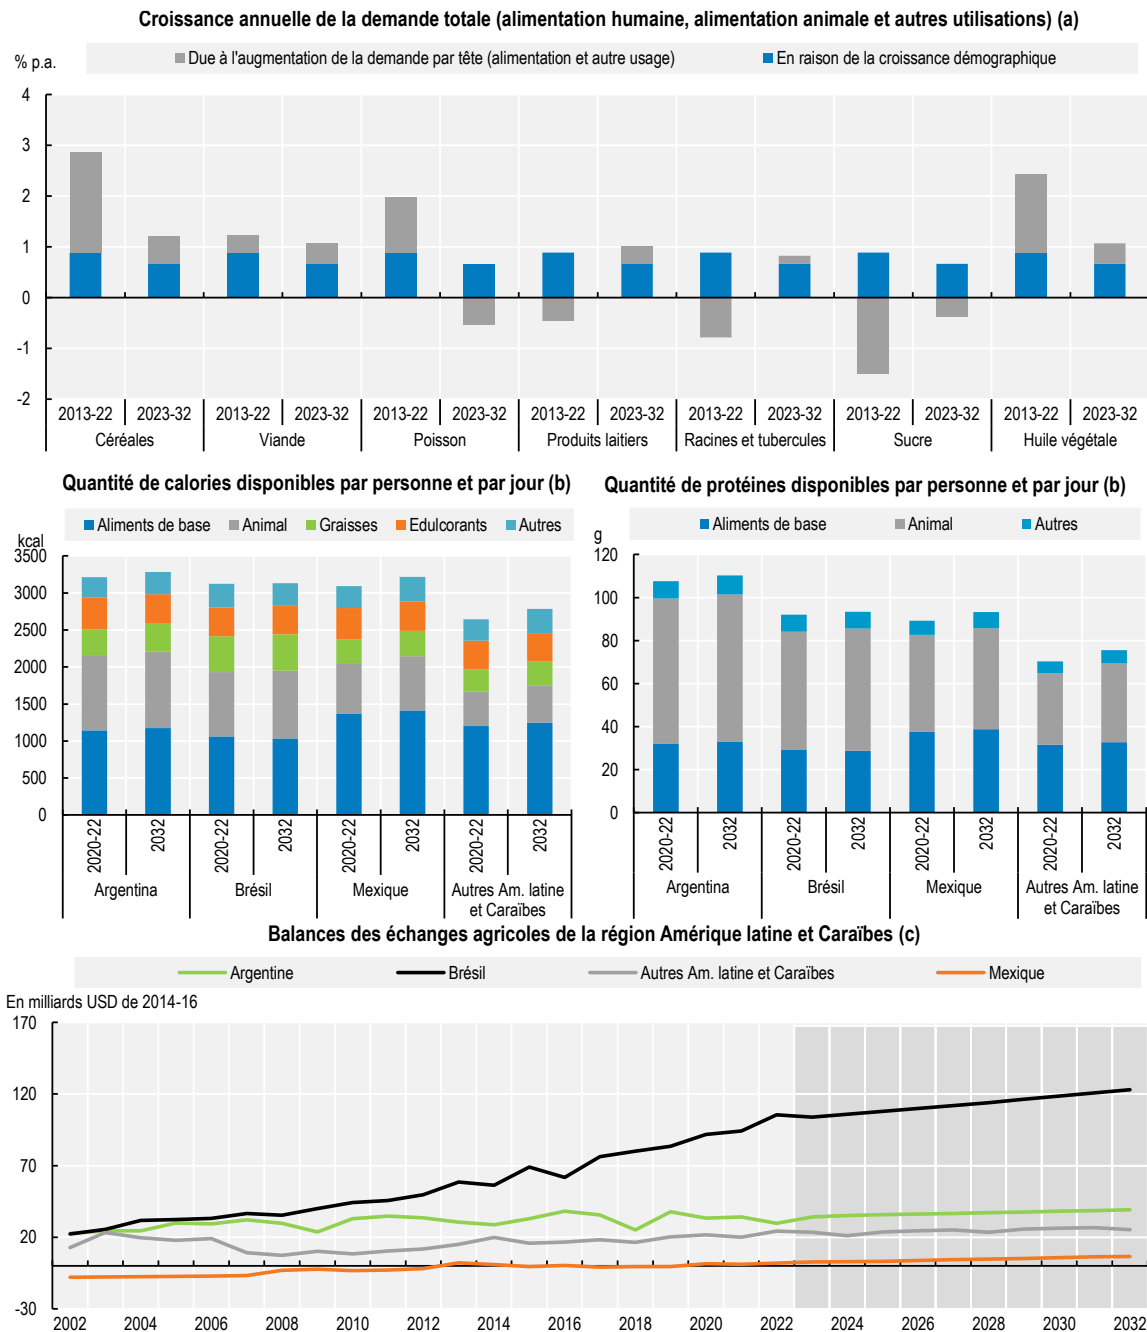 Croissance annuelle de la demande totale (alimentation humaine, alimentation animale et autres utilisations) (a)
% p.a.
Due à l'augmentation de la demande par tête (alimentation et autre usage) En raison de la croissance démographique
4
3
2
1
0
-1
-2
2013-22 2023-32 2013-22 2023-32 2013-22 2023-32 2013-22 2023-32 2013-22 2023-32 2013-22 2023-32 2013-22 2023-32
Céréales Viande Poisson Produits laitiers Racines et tubercules Sucre Huile végétale
Quantité de calories disponibles par personne et par jour (b)
Aliments de base Animal Graisses Edulcorants Autres
kcal
3500
3000
2500
2000
1500
1000
500
0
2020-22 2032 2020-22 2032 2020-22 2032 2020-22 2032
Argentina Brésil Mexique Autres Am. latine
et Caraïbes
Quantité de protéines disponibles par personne et par jour (b)
Aliments de base Animal Autres
g
120
100
80
60
40
20
0
2020-22 2032 2020-22 2032 2020-22 2032 2020-22 2032
Argentina Brésil Mexique Autres Am. latine
et Caraïbes
Balances des échanges agricoles de la région Amérique latine et Caraïbes (c)
Argentine Brésil Autres Am. latine et Caraïbes Mexique
En milliards USD de 2014-16
170
120
70
20
-30
2002 2004 2006 2008 2010 2012 2014 2016 2018 2020 2022 2024 2026 2028 2030 2032